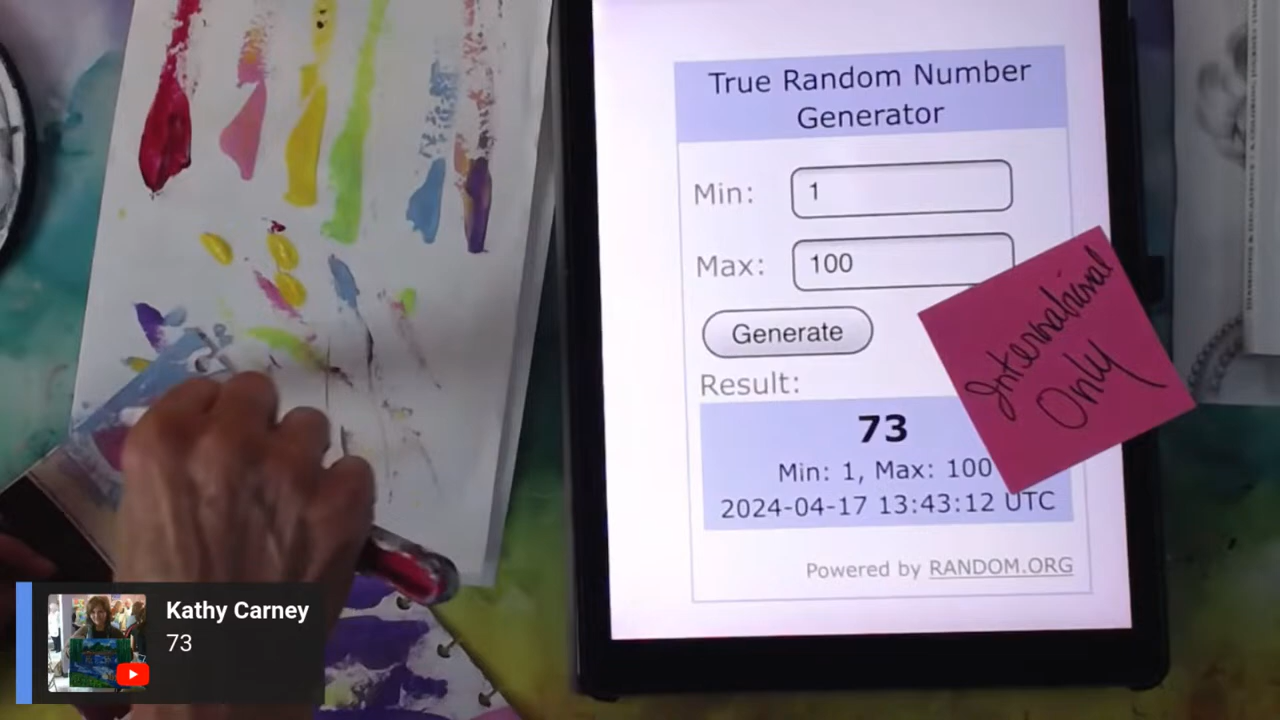 True Random Number
Generator
Min: 1
Max: 100
Generate
Result:
73
Min: 1, Max: 100
2024-04-17 13:43:12 UTC
Powered by RANDOM.ORG
International
Only
Kathy Carney
73